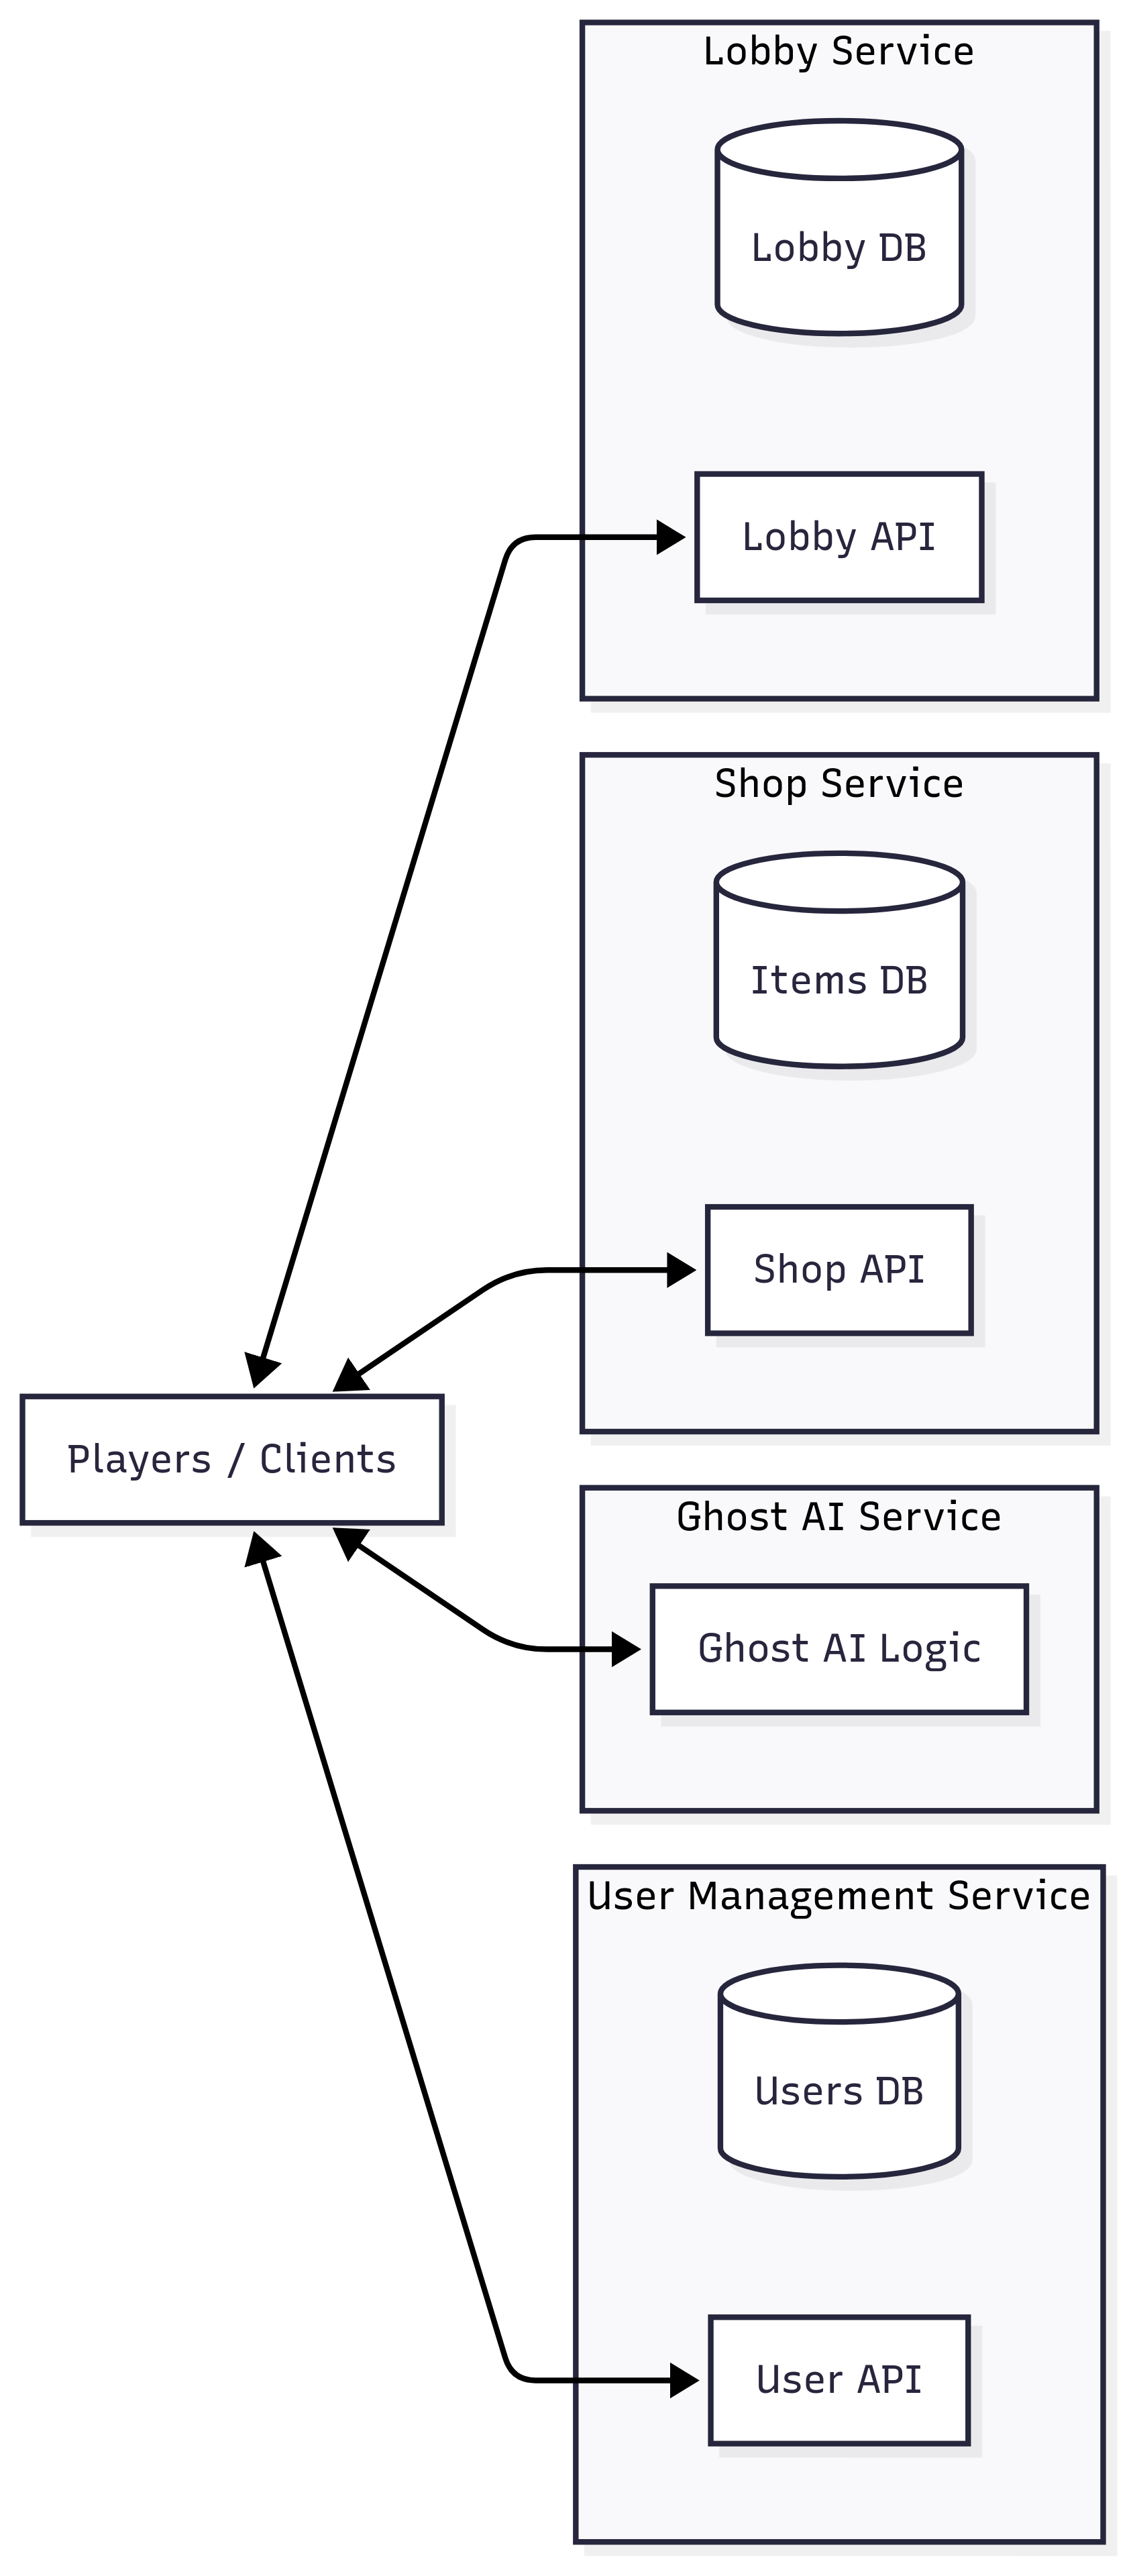 Lobby Service
Lobby DB
Lobby API
Shop Service
Items DB
Shop API
Players / Clients
Ghost AI Service
Ghost AI Logic
User Management Service
Users DB
User API